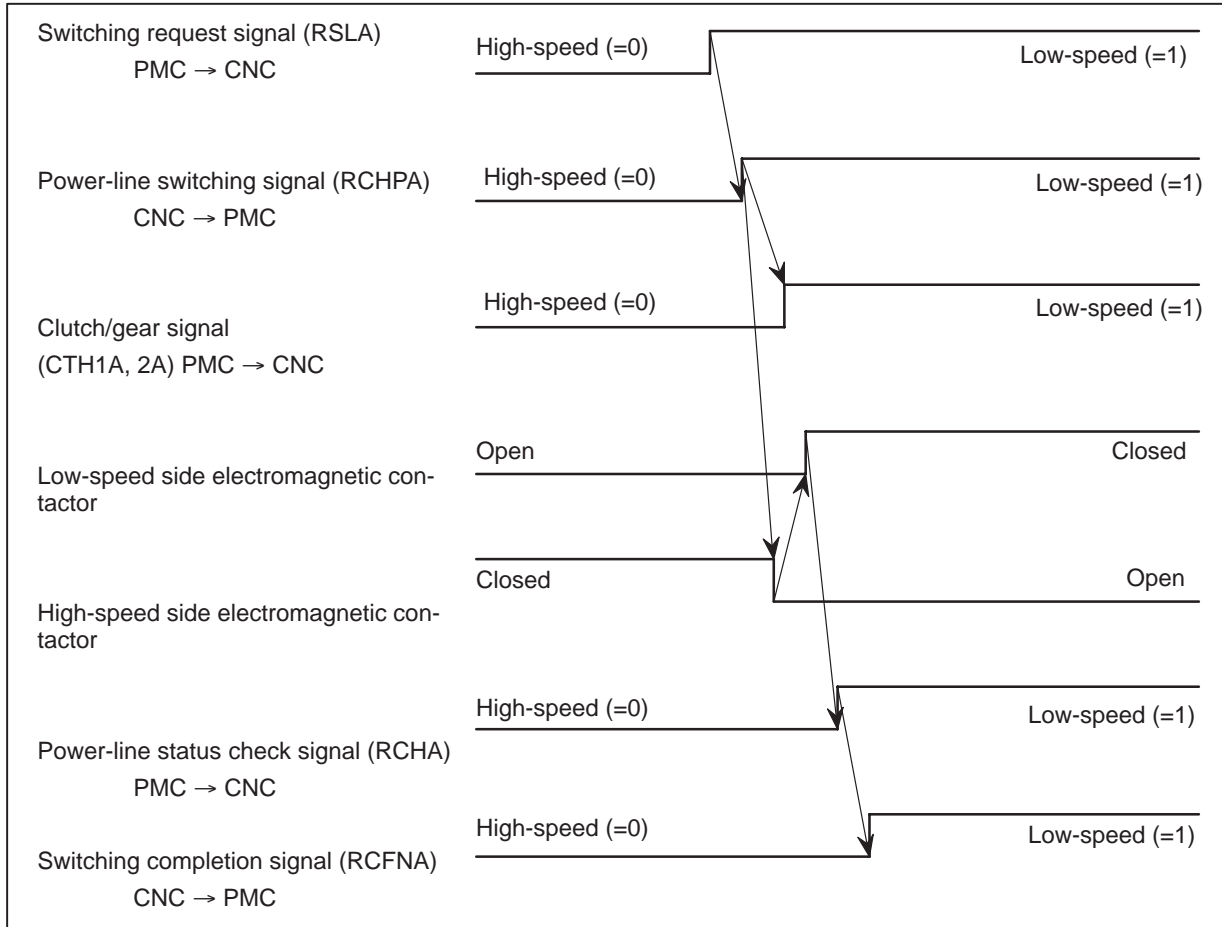 Switching request signal (RSLA)
PMC → CNC
High-speed (=0)
Low-speed (=1)
Power-line switching signal (RCHPA)
CNC → PMC
High-speed (=0)
Low-speed (=1)
Clutch/gear signal
(CTH1A, 2A) PMC → CNC
High-speed (=0)
Low-speed (=1)
Low-speed side electromagnetic con-
tactor
Open
Closed
High-speed side electromagnetic con-
tactor
Closed
Open
Power-line status check signal (RCHA)
PMC → CNC
High-speed (=0)
Low-speed (=1)
Switching completion signal (RCFNA)
CNC → PMC
High-speed (=0)
Low-speed (=1)